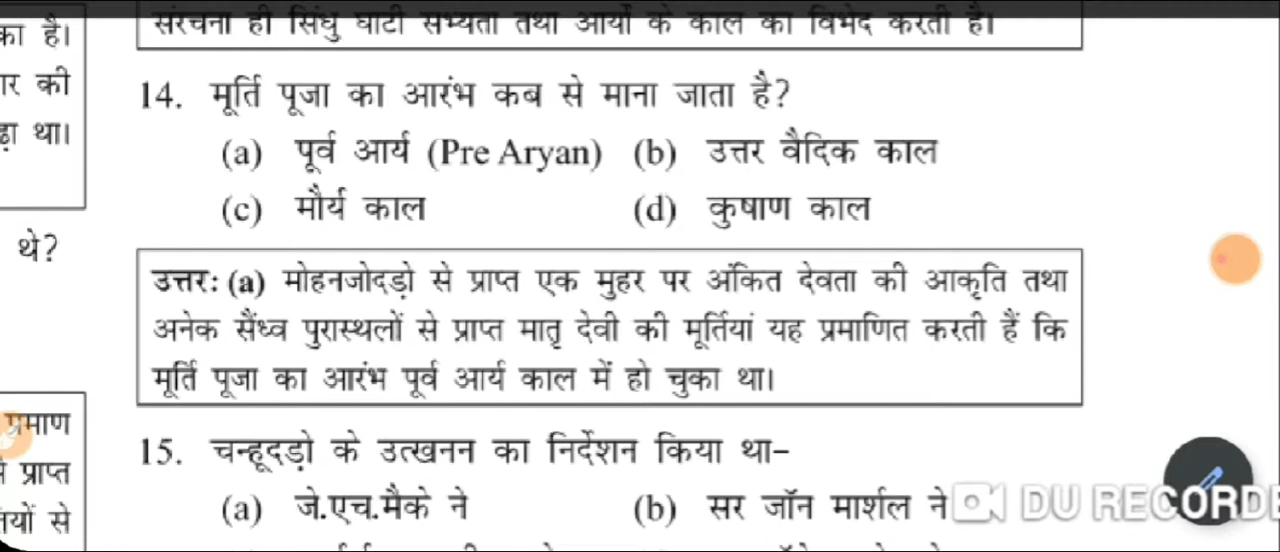 संरचना ही सिंधु घाटी सभ्यता तथा आर्यों के काल का विभेद करती है।
14. मूर्ति पूजा का आरंभ कब से माना जाता है?
(a) पूर्व आर्य (Pre Aryan) (b) उत्तर वैदिक काल
(c) मौर्य काल (d) कुषाण काल
उत्तर: (a) मोहनजोदड़ो से प्राप्त एक मुहर पर अंकित देवता की आकृति तथा
अनेक सैंध्व पुरास्थलों से प्राप्त मातृ देवी की मूर्तियां यह प्रमाणित करती हैं कि
मूर्ति पूजा का आरंभ पूर्व आर्य काल में हो चुका था।
15. चन्हूदड़ो के उत्खनन का निर्देशन किया था-
(a) जे.एच.मैके ने (b) सर जॉन मार्शल ने
का है।
की
था।
थे?
प्रमाण
प्राप्त
से
DU RECORDE